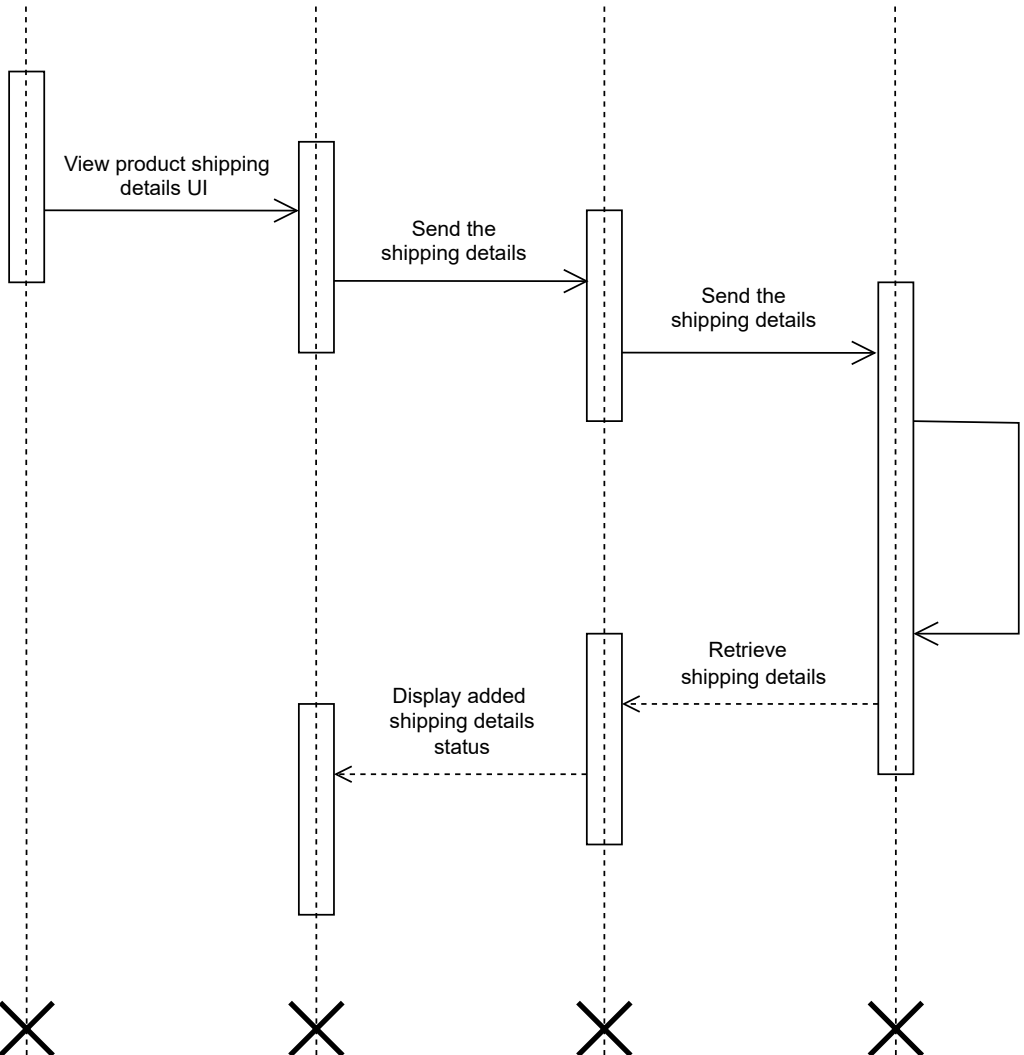 View product shipping
details UI
Send the
shipping details
Send the
shipping details
Retrieve
shipping details
Display added
shipping details
status